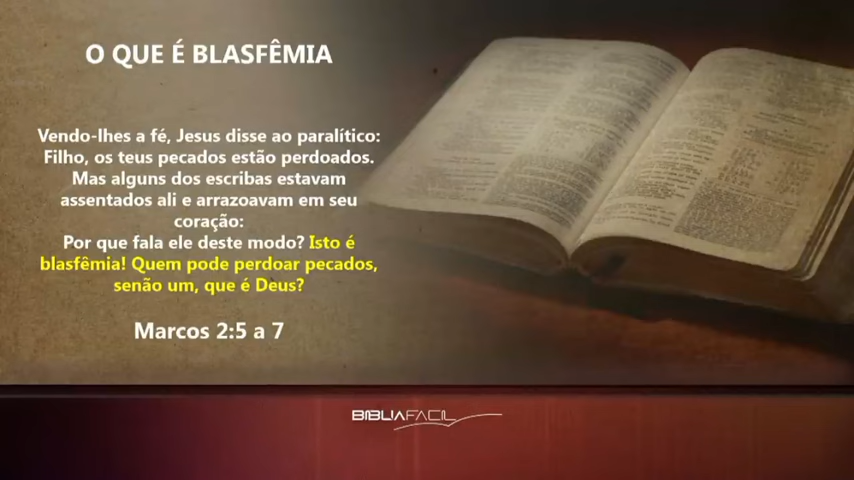 O QUE É BLASFÊMIA
Vendo-lhes a fé, Jesus disse ao paralítico:
Filho, os teus pecados estão perdoados.
Mas alguns dos escribas estavam
assentados ali e arrazoavam em seu
coração:
Por que fala ele deste modo? Isto é
blasfêmia! Quem pode perdoar pecados,
senão um, que é Deus?
Marcos 2:5 a 7
BIBLIAFACIL